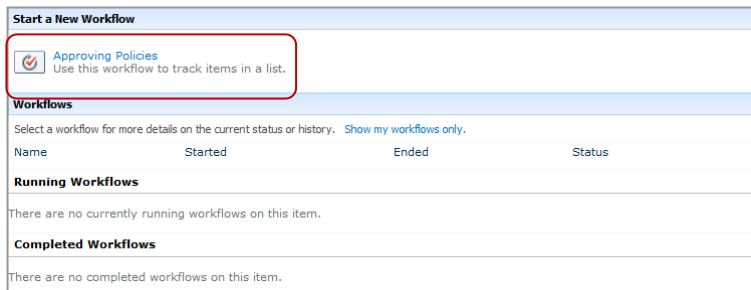 Start a New Workflow
Approving Policies
Use this workflow to track items in a list.
Workflows
Select a workflow for more details on the current status or history. Show my workflows only.
Name Started Ended Status
Running Workflows
There are no currently running workflows on this item.
Completed Workflows
There are no completed workflows on this item.